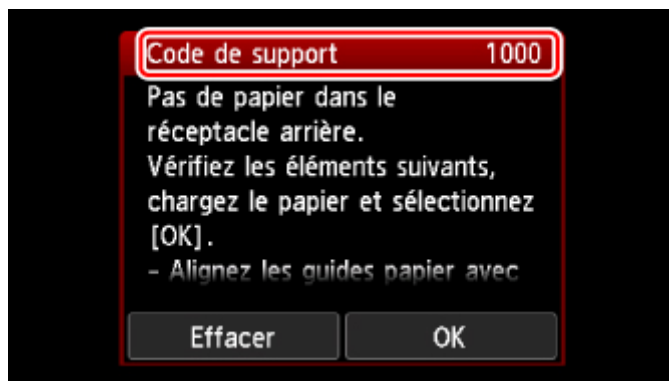 Code de support 1000
Pas de papier dans le
réceptacle arrière.
Vérifiez les éléments suivants,
chargez le papier et sélectionnez
[OK].
- Alignez les guides papier avec
Effacer OK